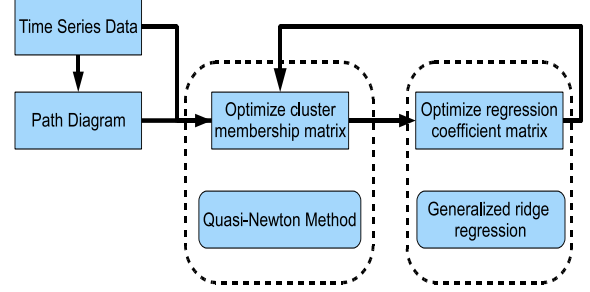 Time Series Data
Path Diagram
Optimize cluster
membership matrix
Optimize regression
coefficient matrix
Quasi-Newton Method
Generalized ridge
regression